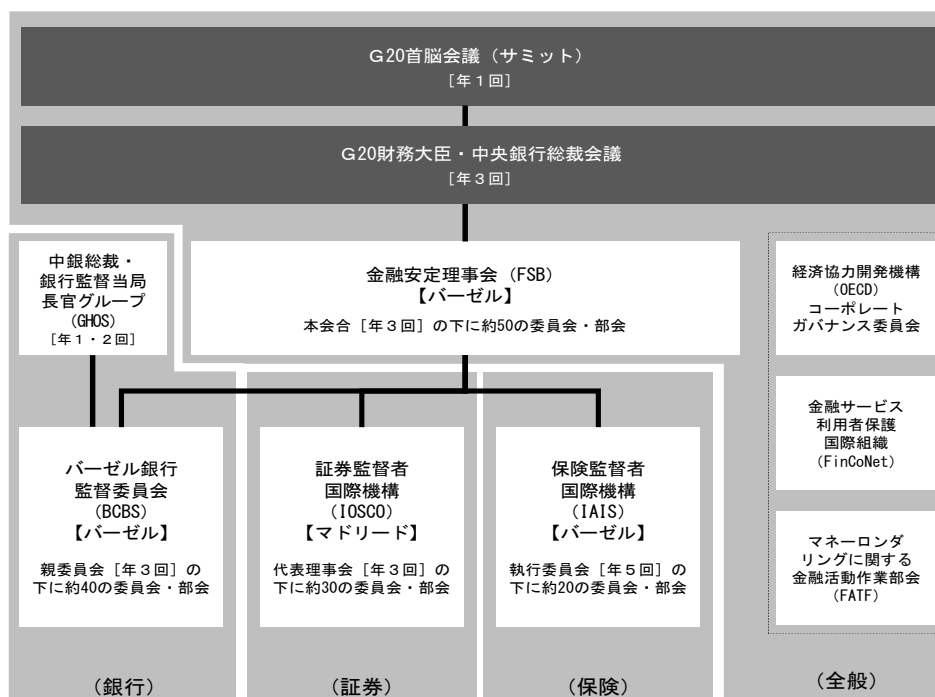 G20首脳会議（サミット）
［年１回］
G20財務大臣・中央銀行総裁会議
［年３回］
中銀総裁・
銀行監督当局
長官グループ
(GHOS)
［年１・２回］
金融安定理事会（FSB）
【バーゼル】
本会合［年３回］の下に約50の委員会・部会
経済協力開発機構
(OECD)
コーポレート
ガバナンス委員会
金融サービス
利用者保護
国際組織
(FinCoNet)
マネーロンダ
リングに関する
金融活動作業部会
(FATF)
バーゼル銀行
監督委員会
(BCBS)
【バーゼル】
親委員会［年３回］の
下に約40の委員会・部会
証券監督者
国際機構
(IOSCO)
【マドリード】
代表理事会［年３回］の
下に約30の委員会・部会
保険監督者
国際機構
(IAIS)
【バーゼル】
執行委員会［年５回］の
下に約20の委員会・部会
（銀行）
（証券）
（保険）
（全般）